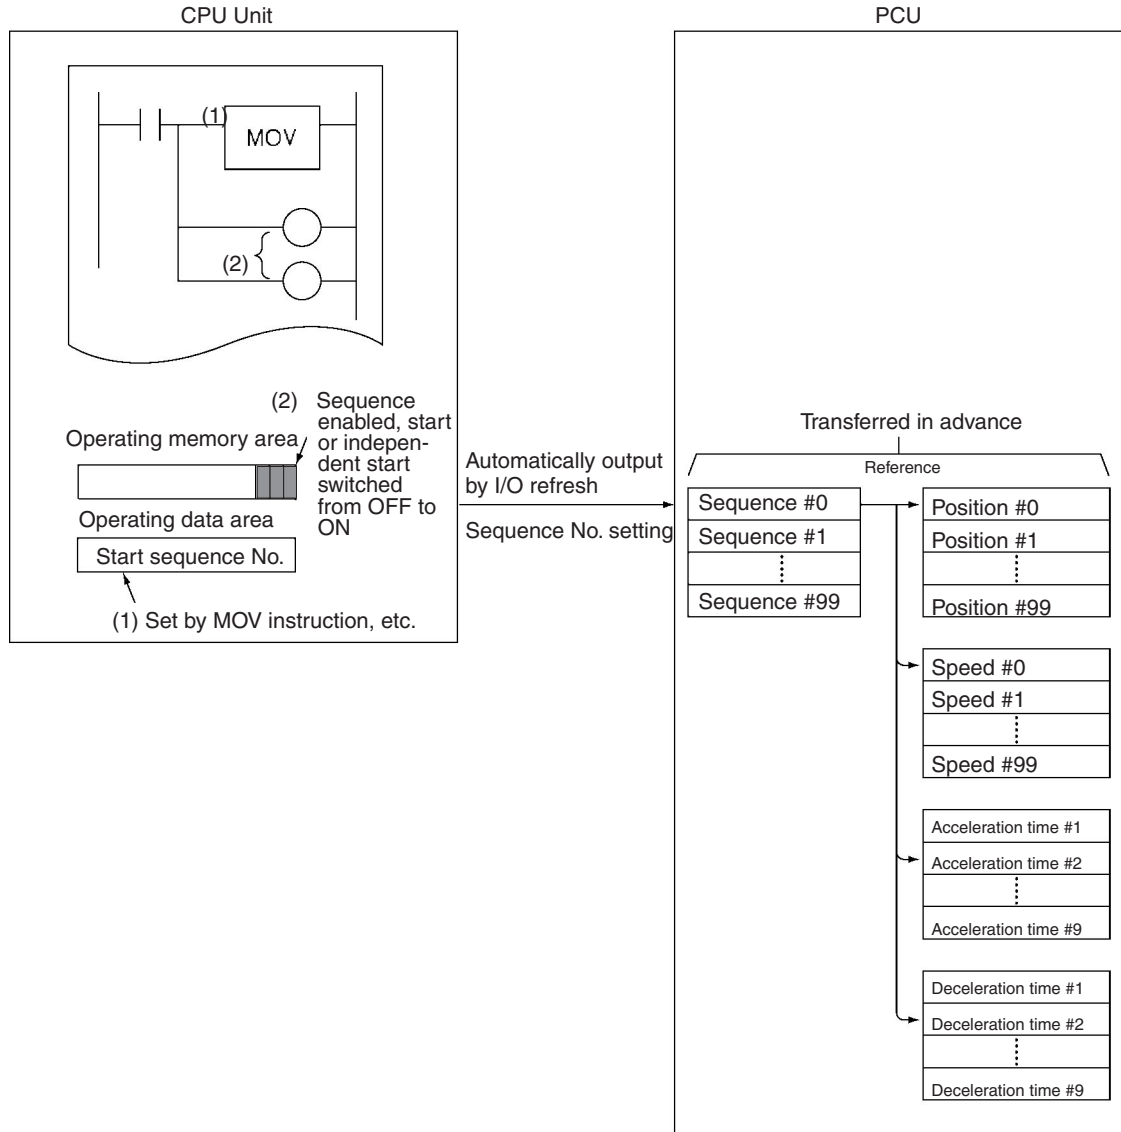 CPU Unit
PCU
(1)
MOV
(2)
(2) Sequence
enabled, start
or indepen-
dent start
switched
from OFF to
ON
Operating memory area
Operating data area
Start sequence No.
(1) Set by MOV instruction, etc.
Automatically output
by I/O refresh
Sequence No. setting
Transferred in advance
Reference
Sequence #0
Sequence #1
Sequence #99
Position #0
Position #1
Position #99
Speed #0
Speed #1
Speed #99
Acceleration time #1
Acceleration time #2
Acceleration time #9
Deceleration time #1
Deceleration time #2
Deceleration time #9